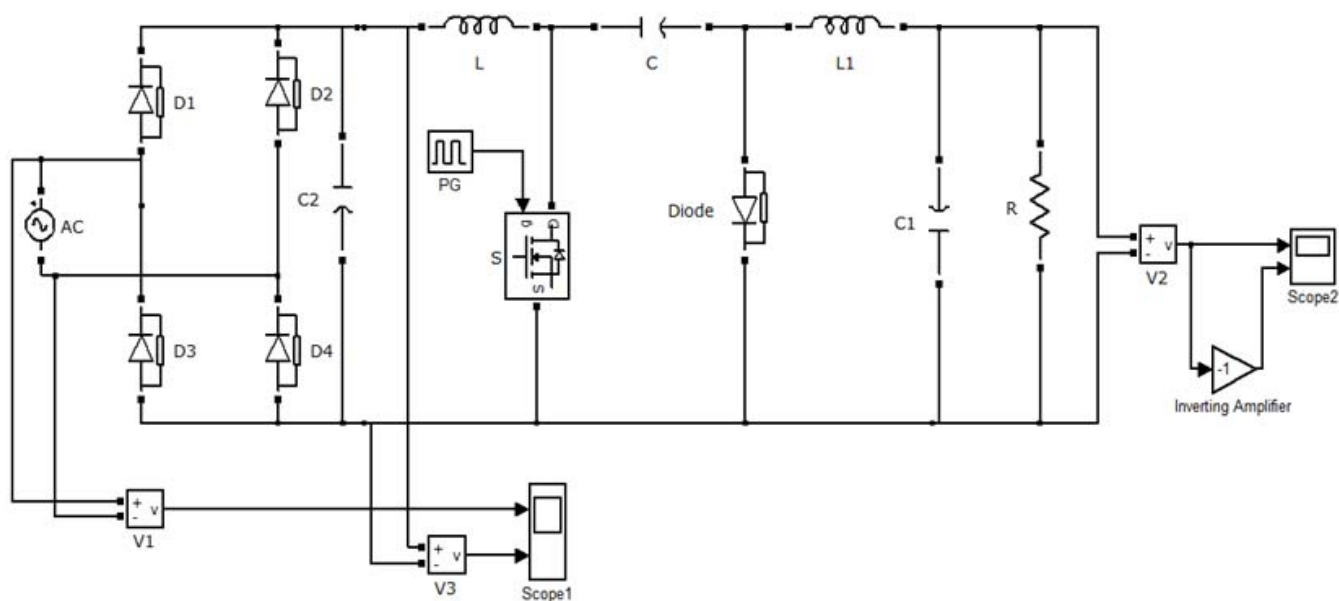 L
C
L1
D1
D2
PG
C2
AC
Diode
C1
R
G
g
S
S
+
-
v
V2
Scope2
D3
D4
-1
Inverting Amplifier
+
-
v
V1
+
-
v
V3
Scope1